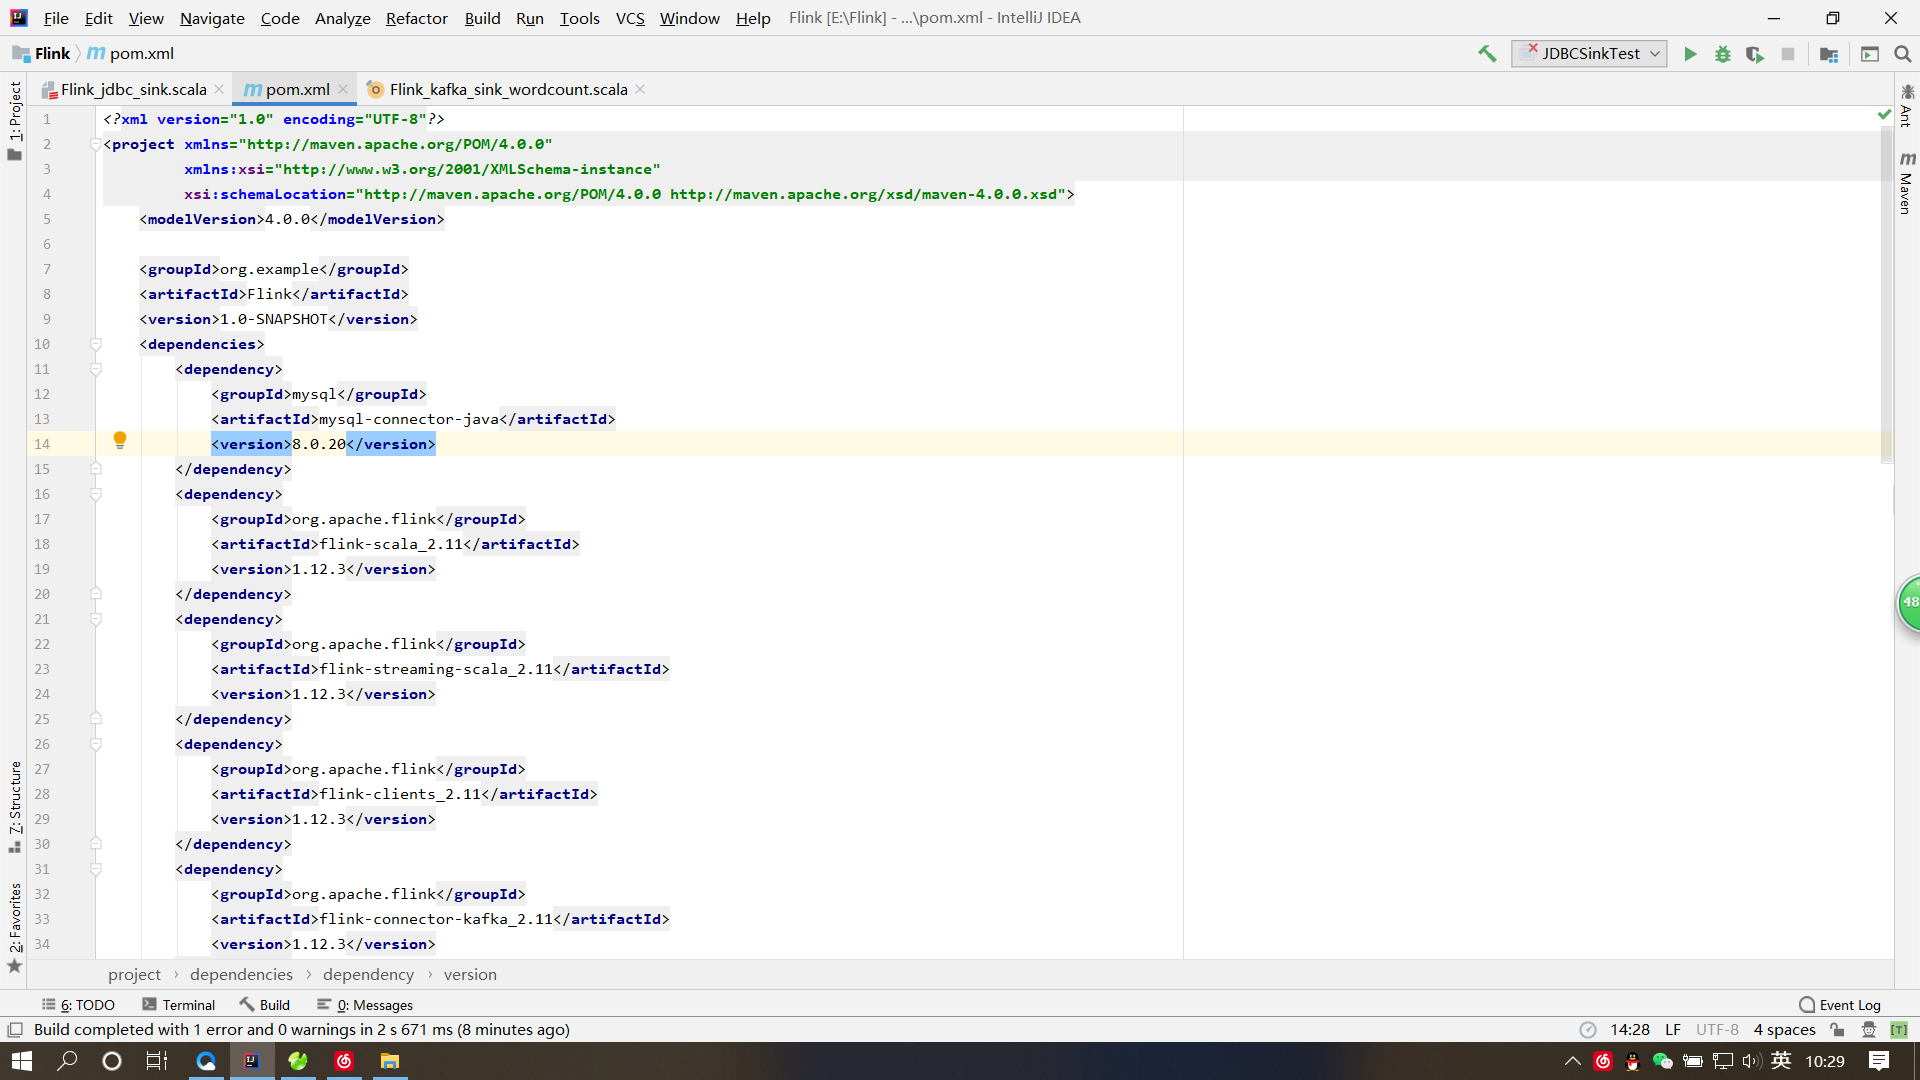 File Edit View Navigate Code Analyze Refactor Build Run Tools VCS Window Help Flink [E:\Flink] - ...\pom.xml - IntelliJ IDEA
Flink pom.xml JDBCSinkTest
Flink_jdbc_sink.scala pom.xml Flink_kafka_sink_wordcount.scala
1: Project
7: Structure
2: Favorites
Ant
Maven
1 <?xml version="1.0" encoding="UTF-8"?>
2 <project xmlns="http://maven.apache.org/POM/4.0.0"
3 xmlns:xsi="http://www.w3.org/2001/XMLSchema-instance"
4 xsi:schemaLocation="http://maven.apache.org/POM/4.0.0 http://maven.apache.org/xsd/maven-4.0.0.xsd">
5 <modelVersion>4.0.0</modelVersion>
6
7 <groupId>org.example</groupId>
8 <artifactId>Flink</artifactId>
9 <version>1.0-SNAPSHOT</version>
10 <dependencies>
11 <dependency>
12 <groupId>mysql</groupId>
13 <artifactId>mysql-connector-java</artifactId>
14 <version>8.0.20</version>
15 </dependency>
16 <dependency>
17 <groupId>org.apache.flink</groupId>
18 <artifactId>flink-scala_2.11</artifactId>
19 <version>1.12.3</version>
20 </dependency>
21 <dependency>
22 <groupId>org.apache.flink</groupId>
23 <artifactId>flink-streaming-scala_2.11</artifactId>
24 <version>1.12.3</version>
25 </dependency>
26 <dependency>
27 <groupId>org.apache.flink</groupId>
28 <artifactId>flink-clients_2.11</artifactId>
29 <version>1.12.3</version>
30 </dependency>
31 <dependency>
32 <groupId>org.apache.flink</groupId>
33 <artifactId>flink-connector-kafka_2.11</artifactId>
34 <version>1.12.3</version>
48
project › dependencies › dependency › version
6: TODO Terminal Build 0: Messages Event Log
Build completed with 1 error and 0 warnings in 2 s 671 ms (8 minutes ago) 14:28 LF UTF-8 4 spaces [T]
英 10:29